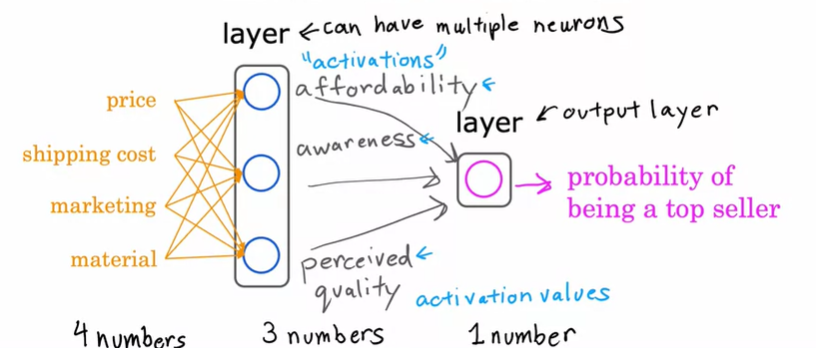 layer ← can have multiple neurons
"activations"
affordability ←
price
layer ← output layer
awareness ←
shipping cost
probability of
being a top seller
marketing
material
perceived ←
quality
activation values
4 numbers
3 numbers
1 number